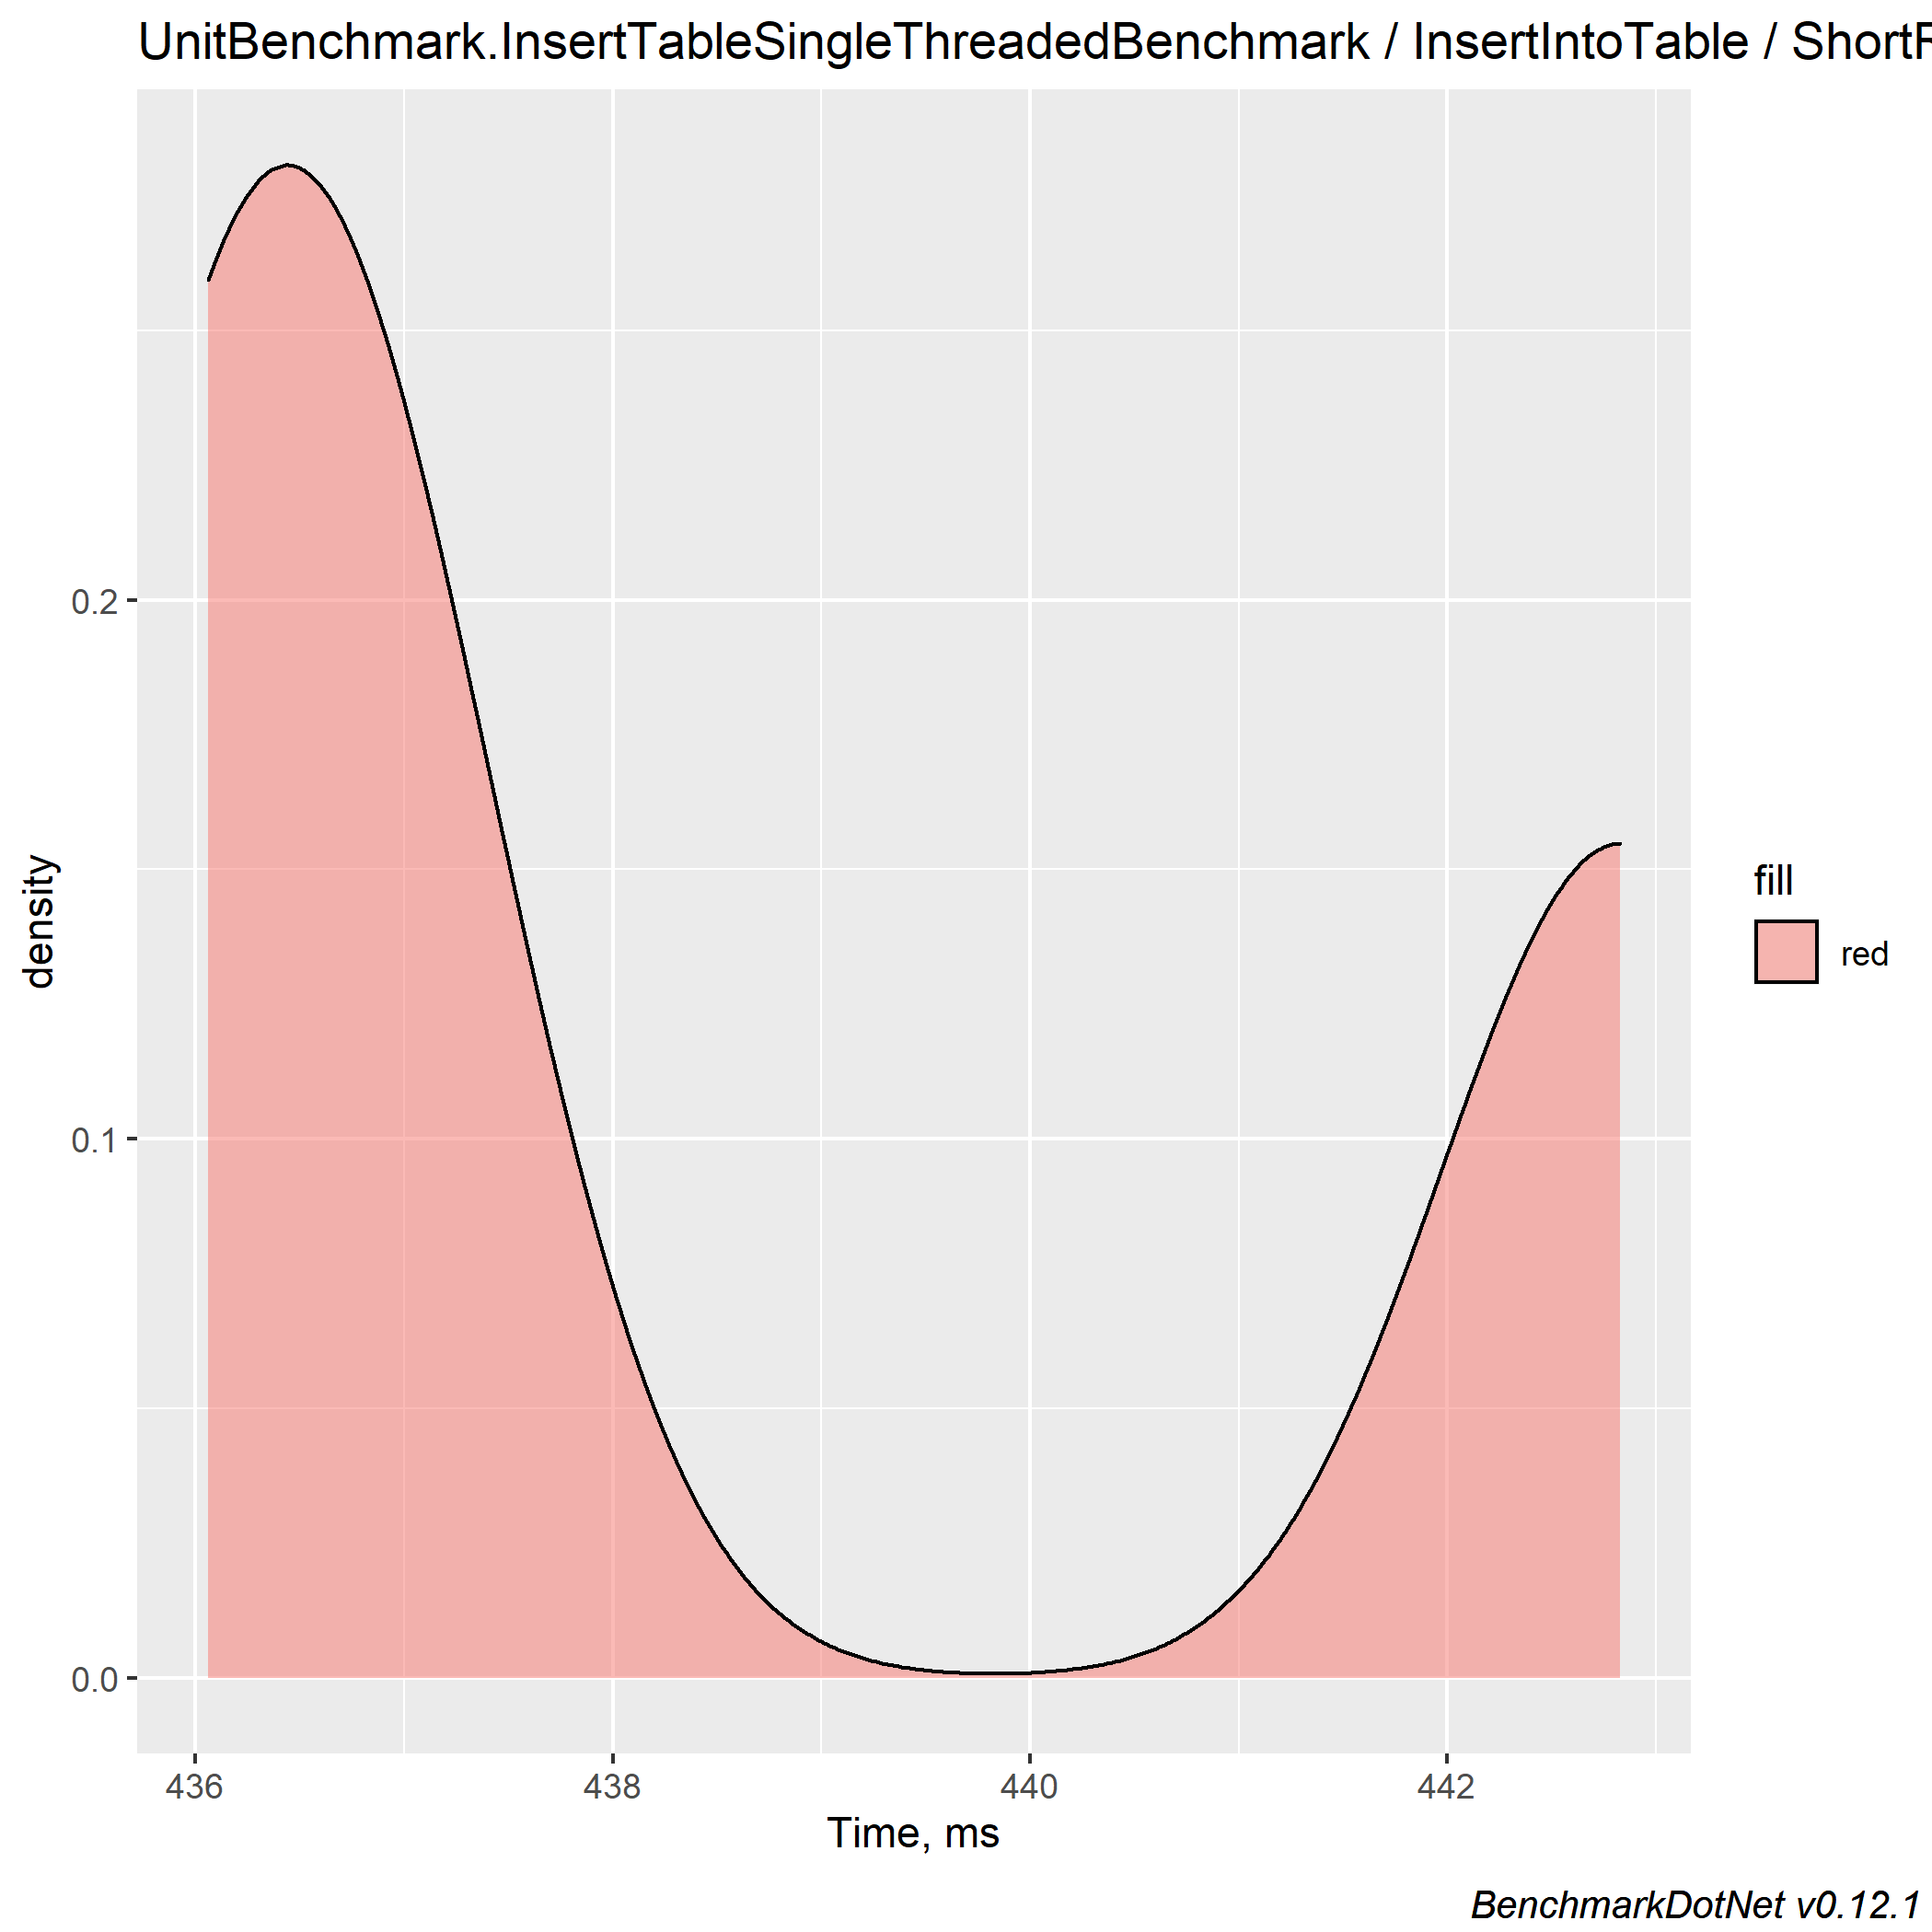 UnitBenchmark.InsertTableSingleThreadedBenchmark / InsertIntoTable / ShortR
0.2
0.1
0.0
density
436 438 440 442
Time, ms
fill
red
BenchmarkDotNet v0.12.1